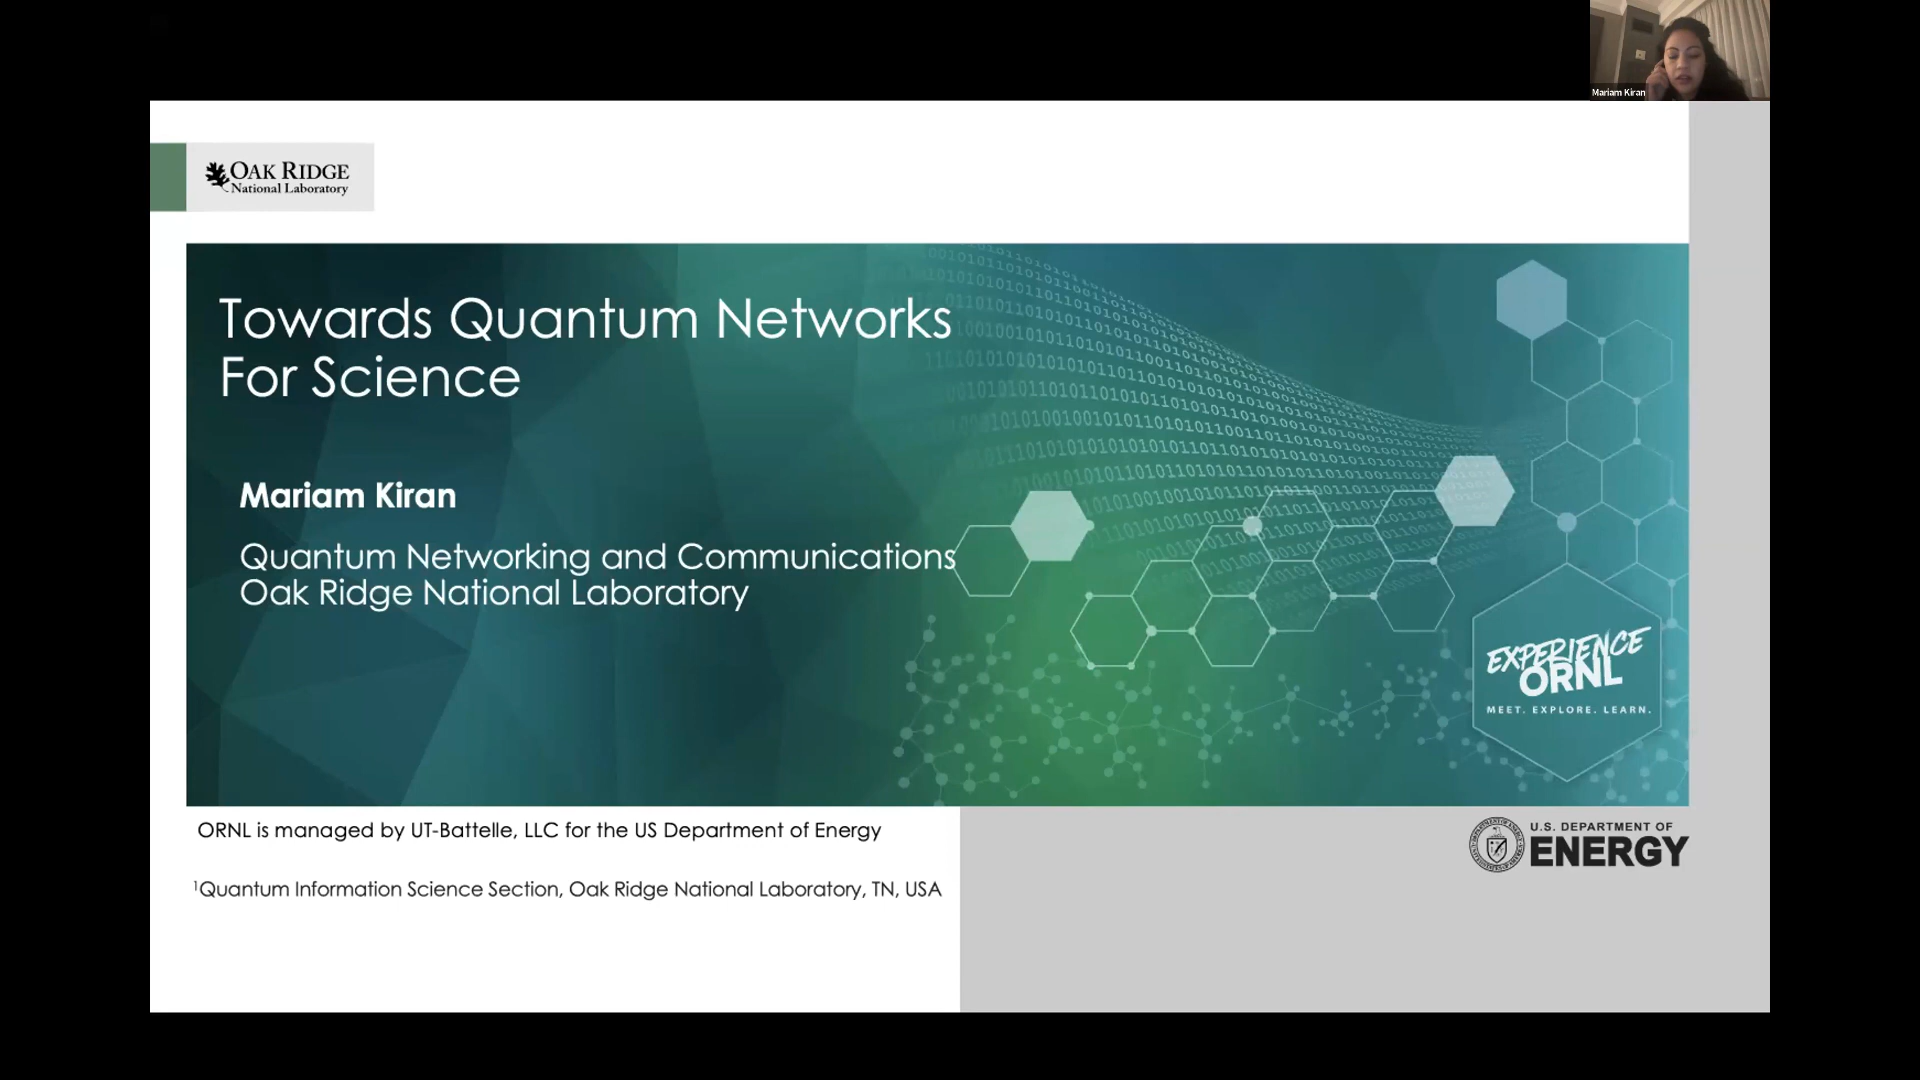 Mariam Kiran
OAK RIDGE
National Laboratory
Towards Quantum Networks
For Science
Mariam Kiran
Quantum Networking and Communications
Oak Ridge National Laboratory
EXPERIENCE
ORNL
MEET. EXPLORE. LEARN.
ORNL is managed by UT-Battelle, LLC for the US Department of Energy
U.S. DEPARTMENT OF
ENERGY
¹Quantum Information Science Section, Oak Ridge National Laboratory, TN, USA